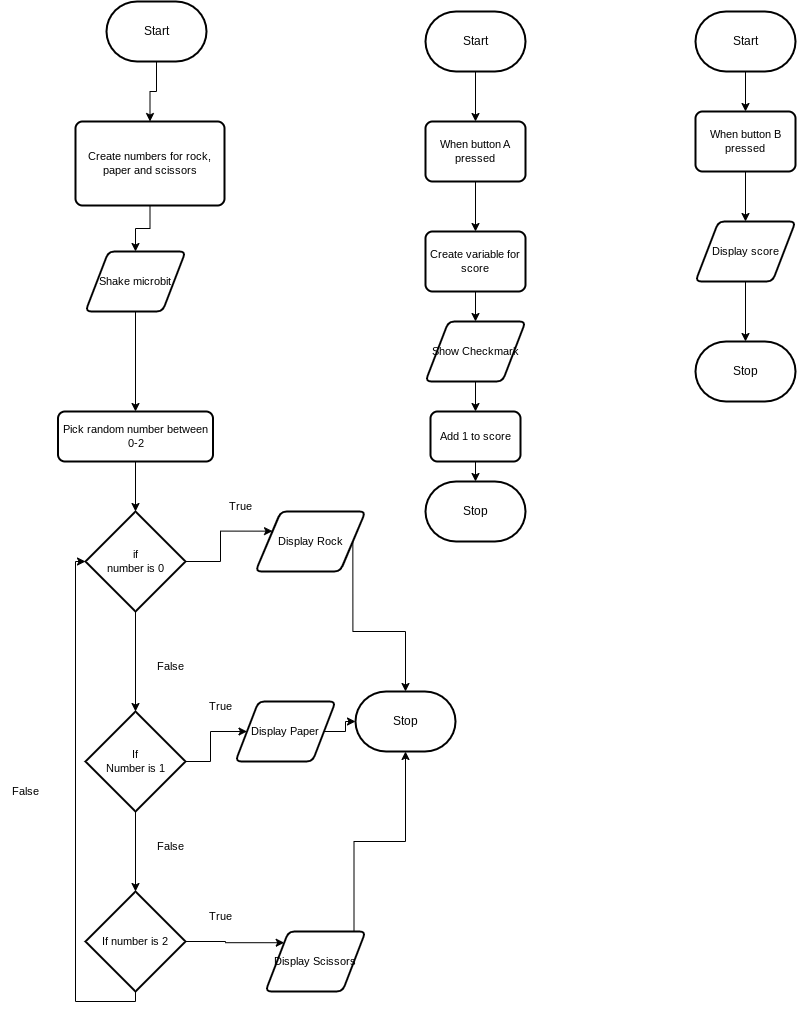 Start
Create numbers for rock,
paper and scissors
Shake microbit
Pick random number between
0-2
if
number is 0
True
Display Rock
False
If
Number is 1
True
Display Paper
Stop
False
False
If number is 2
True
Display Scissors
Start
When button A
pressed
Create variable for
score
Show Checkmark
Add 1 to score
Stop
Start
When button B
pressed
Display score
Stop